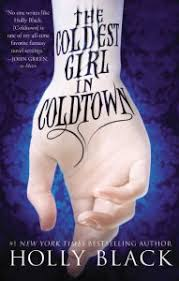 THE
COLDEST
GIRL
IN
COLDTOWN
"No one writes like
Holly Black.
[Coldtown] is one
of my all-time
favorite fantasy
novel settings"
—JOHN GREEN,
#1 NEW YORK TIMES BESTSELLING AUTHOR
HOLLY BLACK